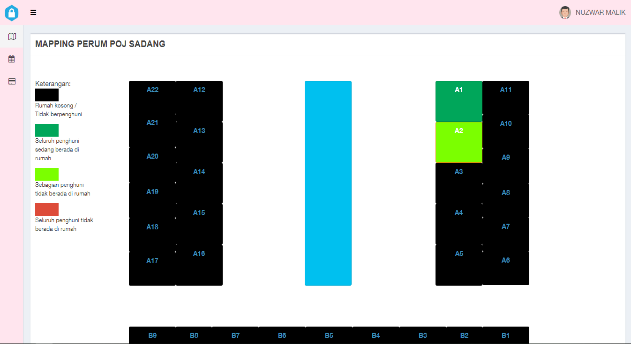 NUZWAR MALIK
MAPPING PERUM POJ SADANG
Keterangan:
Rumah kosong /
Tidak berpenghuni
Seluruh penghuni
sedang berada di
rumah
Sebagian penghuni
tidak berada di rumah
Seluruh penghuni tidak
berada di rumah
A22 A12 A1 A11
A21 A13 A2 A10
A20 A14 A3 A9
A19 A15 A4 A8
A18 A16 A5 A7
A17 A6
B9 B8 B7 B6 B5 B4 B3 B2 B1